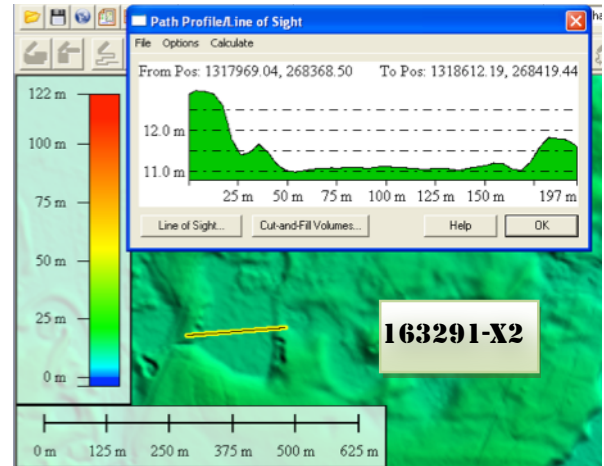 Path Profile/Line of Sight
File Options Calculate
From Pos: 1317969.04, 268368.50 To Pos: 1318612.19, 268419.44
12.0 m
11.0 m
25 m 50 m 75 m 100 m 125 m 150 m 197 m
Line of Sight... Cut-and-Fill Volumes... Help OK
122 m
100 m
75 m
50 m
25 m
0 m
163291-X2
0 m 125 m 250 m 375 m 500 m 625 m